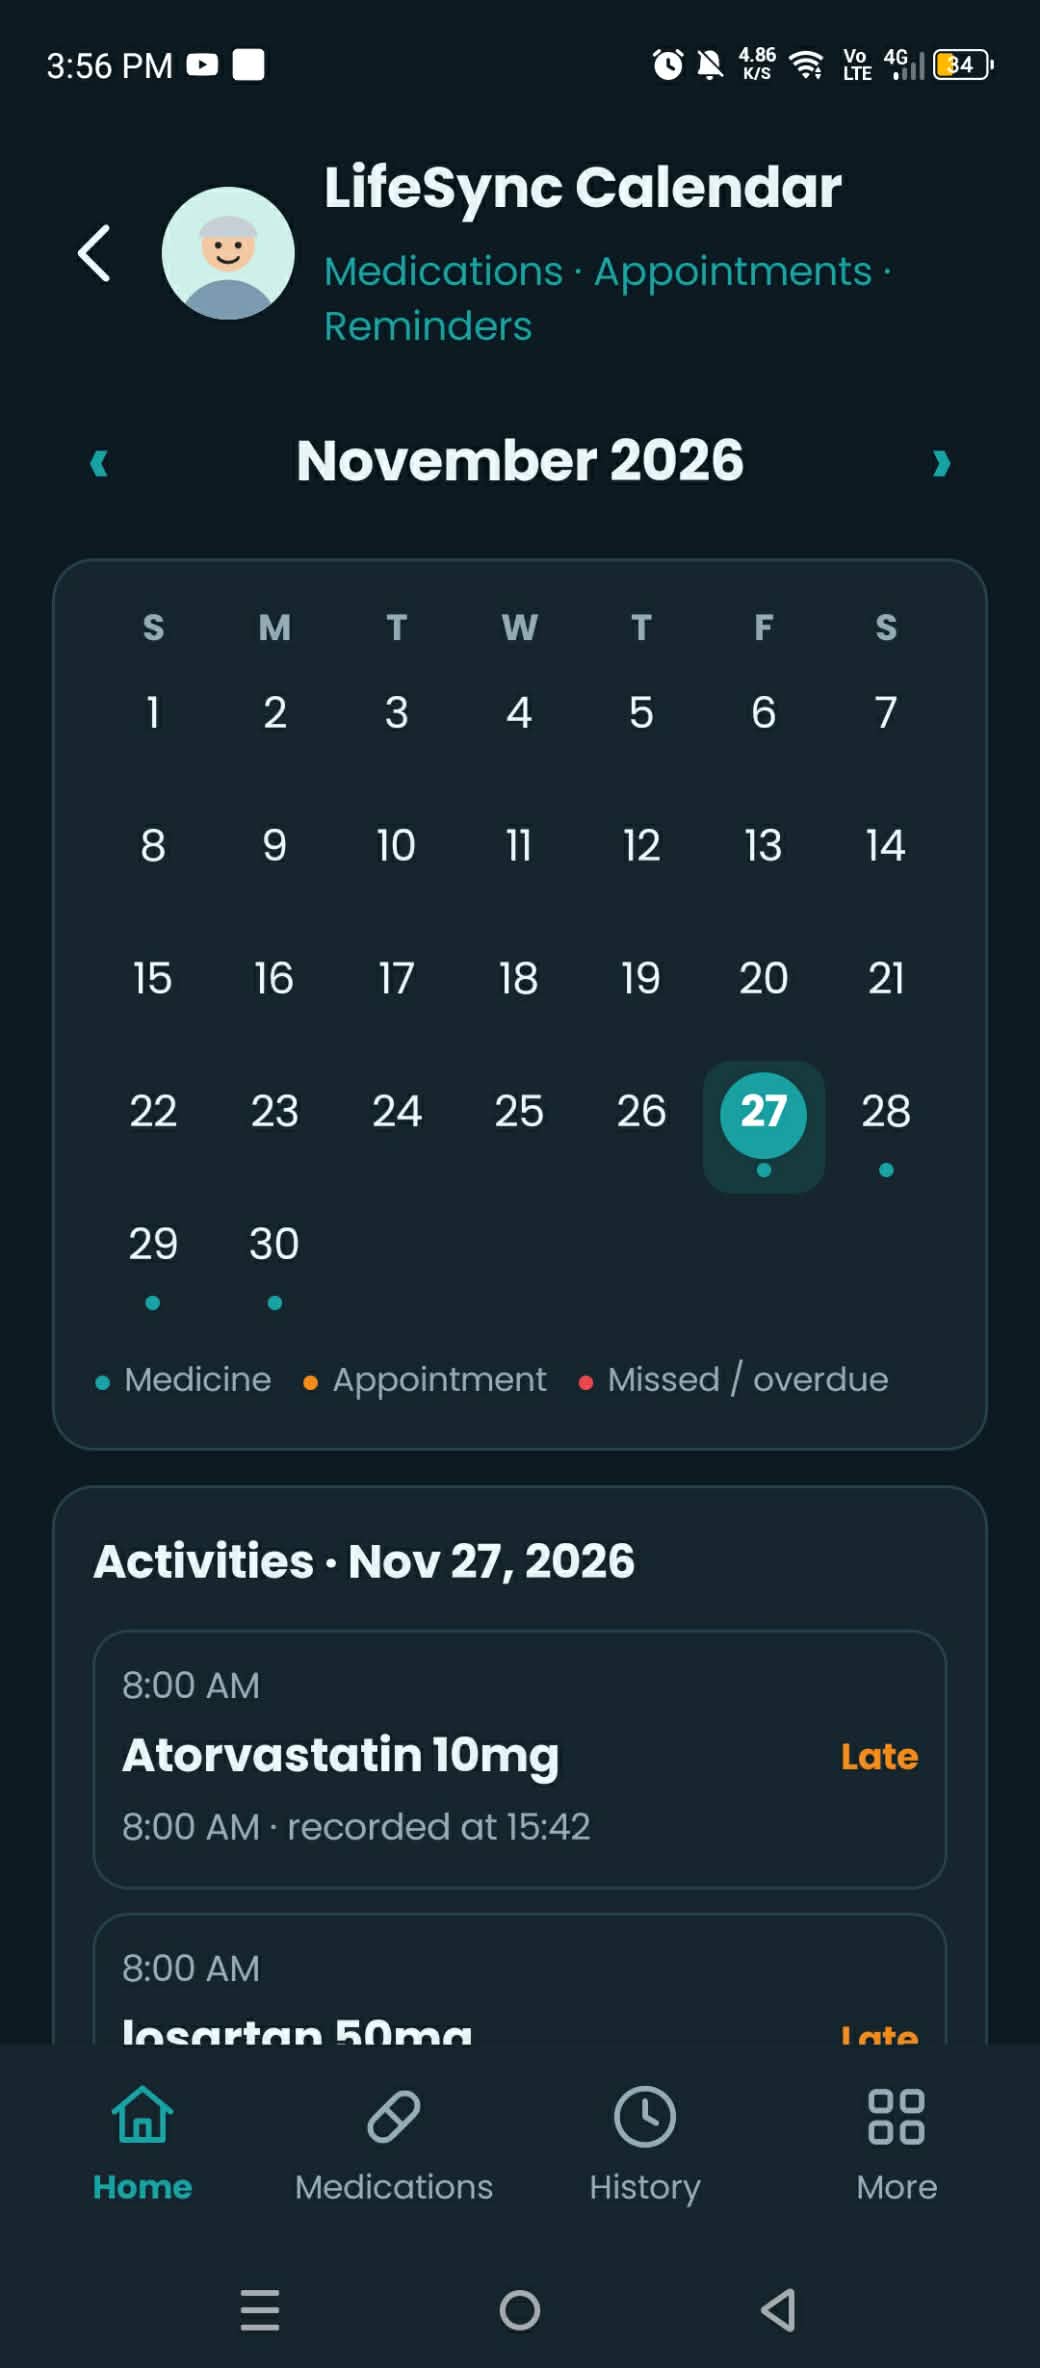 3:56 PM
4.86 K/S
Vo LTE
4G
34
LifeSync Calendar
Medications · Appointments ·
Reminders
‹ November 2026 ›
S M T W T F S
1 2 3 4 5 6 7
8 9 10 11 12 13 14
15 16 17 18 19 20 21
22 23 24 25 26 27 28
29 30
Medicine Appointment Missed / overdue
Activities · Nov 27, 2026
8:00 AM
Atorvastatin 10mg Late
8:00 AM · recorded at 15:42
8:00 AM
losartan 50mg Late
Home Medications History More